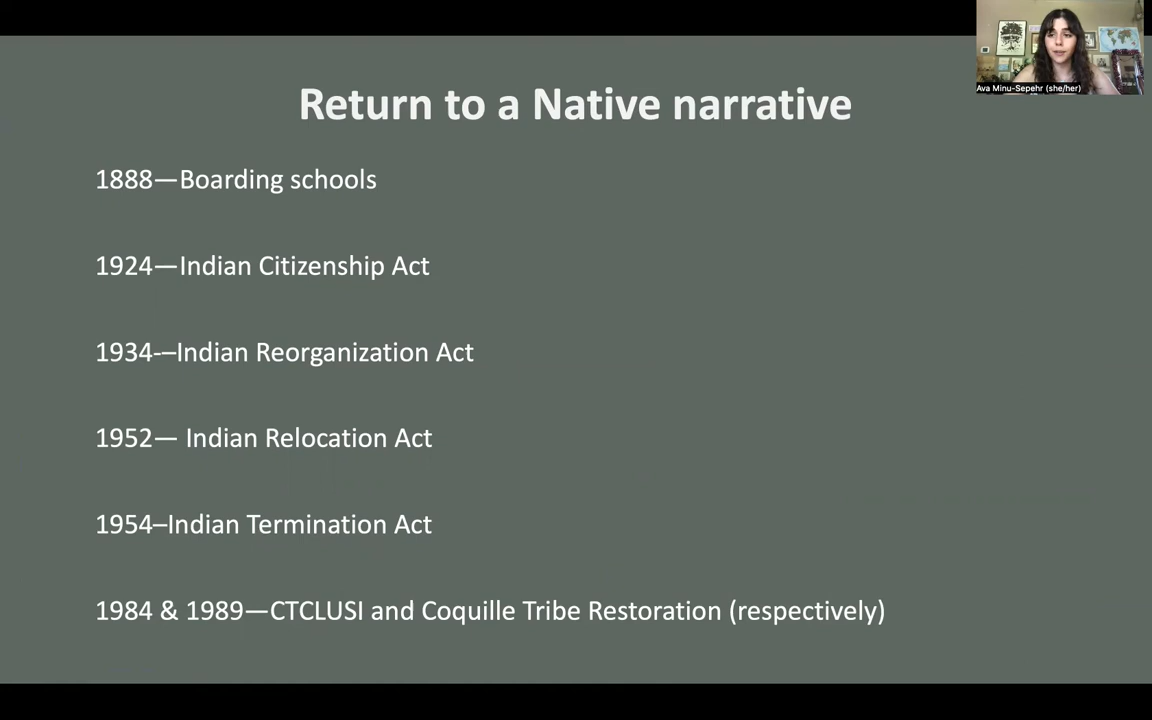 Ava Minu-Sepehr (she/her)
Return to a Native narrative
1888—Boarding schools
1924—Indian Citizenship Act
1934-–Indian Reorganization Act
1952— Indian Relocation Act
1954–Indian Termination Act
1984 & 1989—CTCLUSI and Coquille Tribe Restoration (respectively)